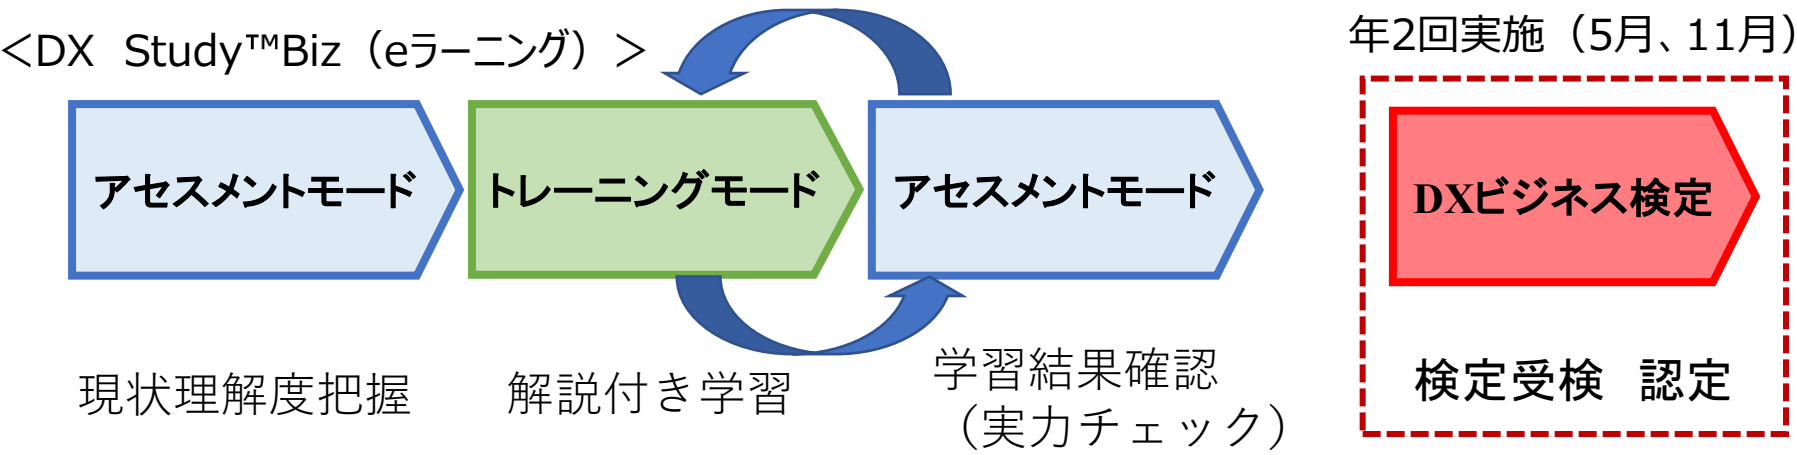 ＜DX　Study™Biz（eラーニング）＞
年2回実施（5月、11月）
アセスメントモード
トレーニングモード
アセスメントモード
DXビジネス検定
現状理解度把握
解説付き学習
学習結果確認
（実力チェック）
検定受検　認定